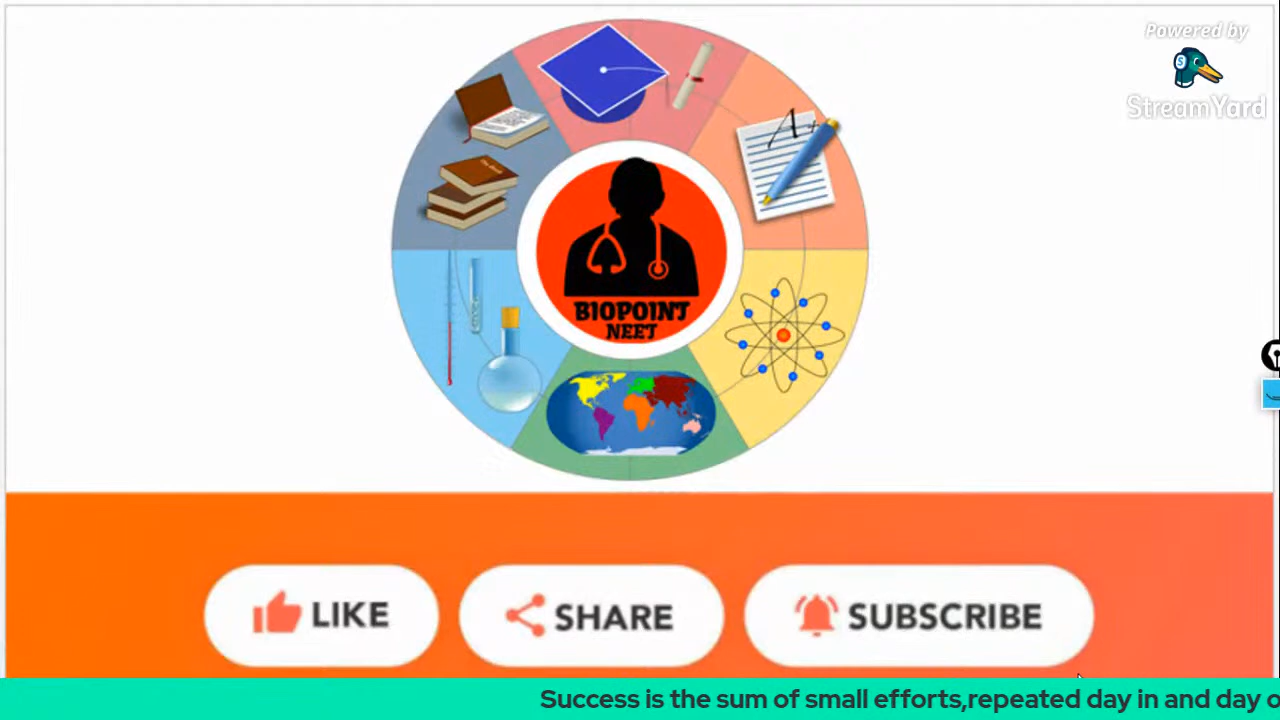 Powered by
StreamYard
A+
BIOPOINT
NEET
LIKE
SHARE
SUBSCRIBE
Success is the sum of small efforts,repeated day in and day